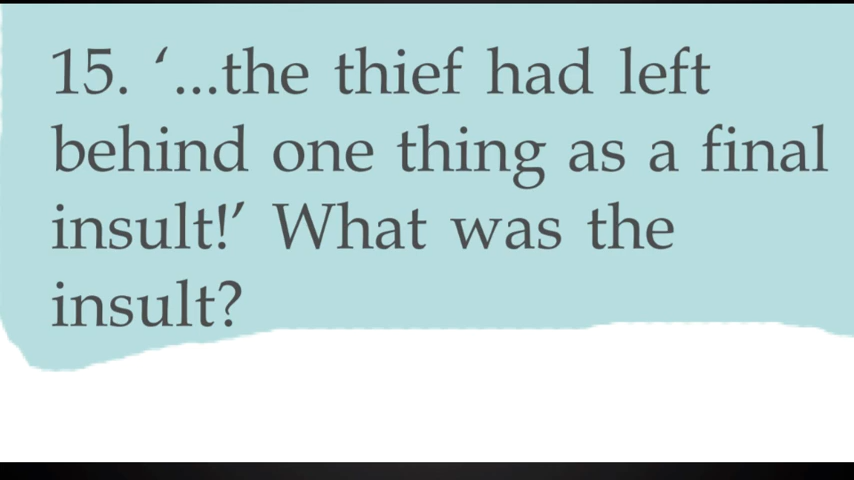 15. ‘...the thief had left
behind one thing as a final
insult!’ What was the
insult?